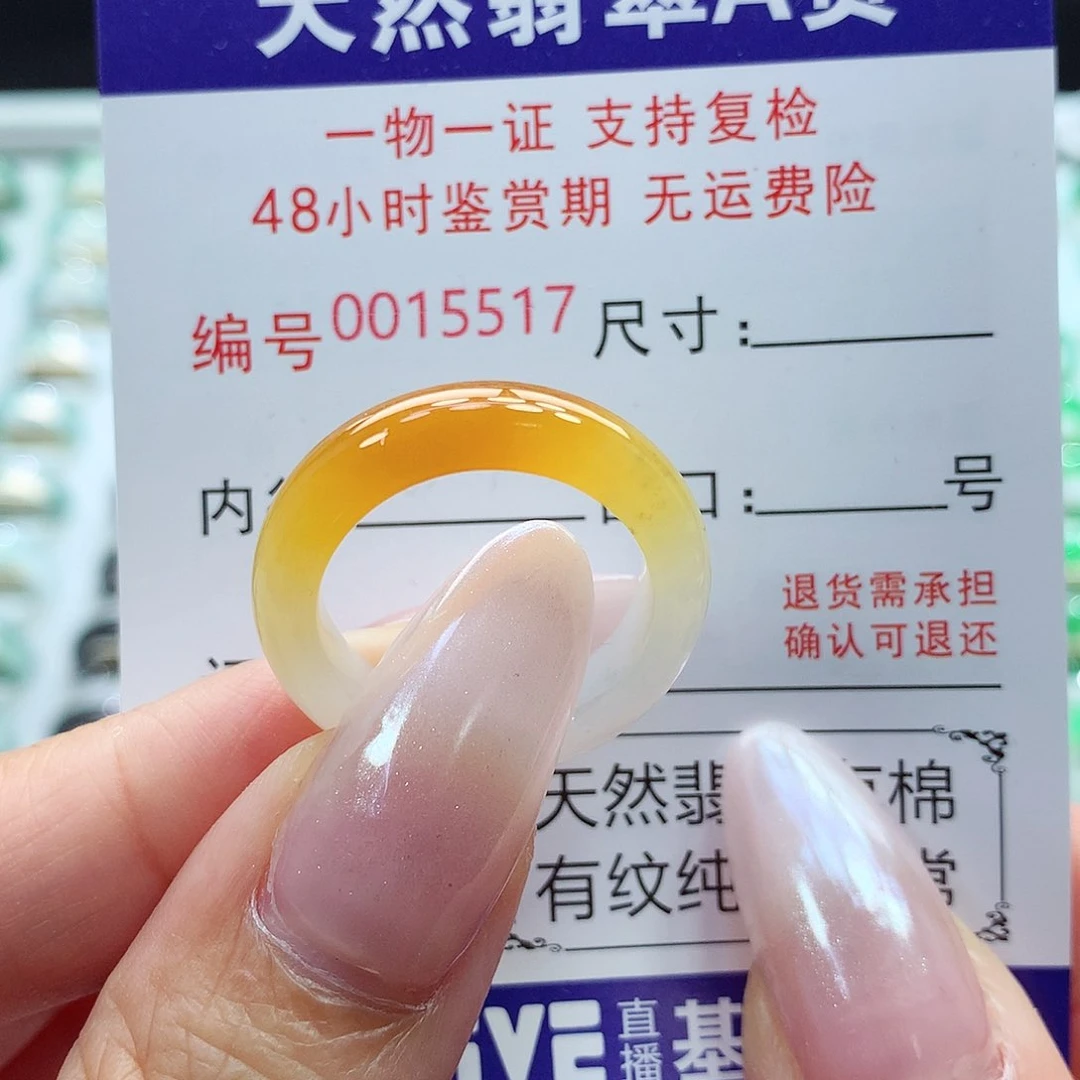 天然翡翠A货
一物一证 支持复检
48小时鉴赏期 无运费险
编号0015517 尺寸:
内 口: 号
退货需承担
确认可退还
天然翡 棉
有纹纯 常
直播 基